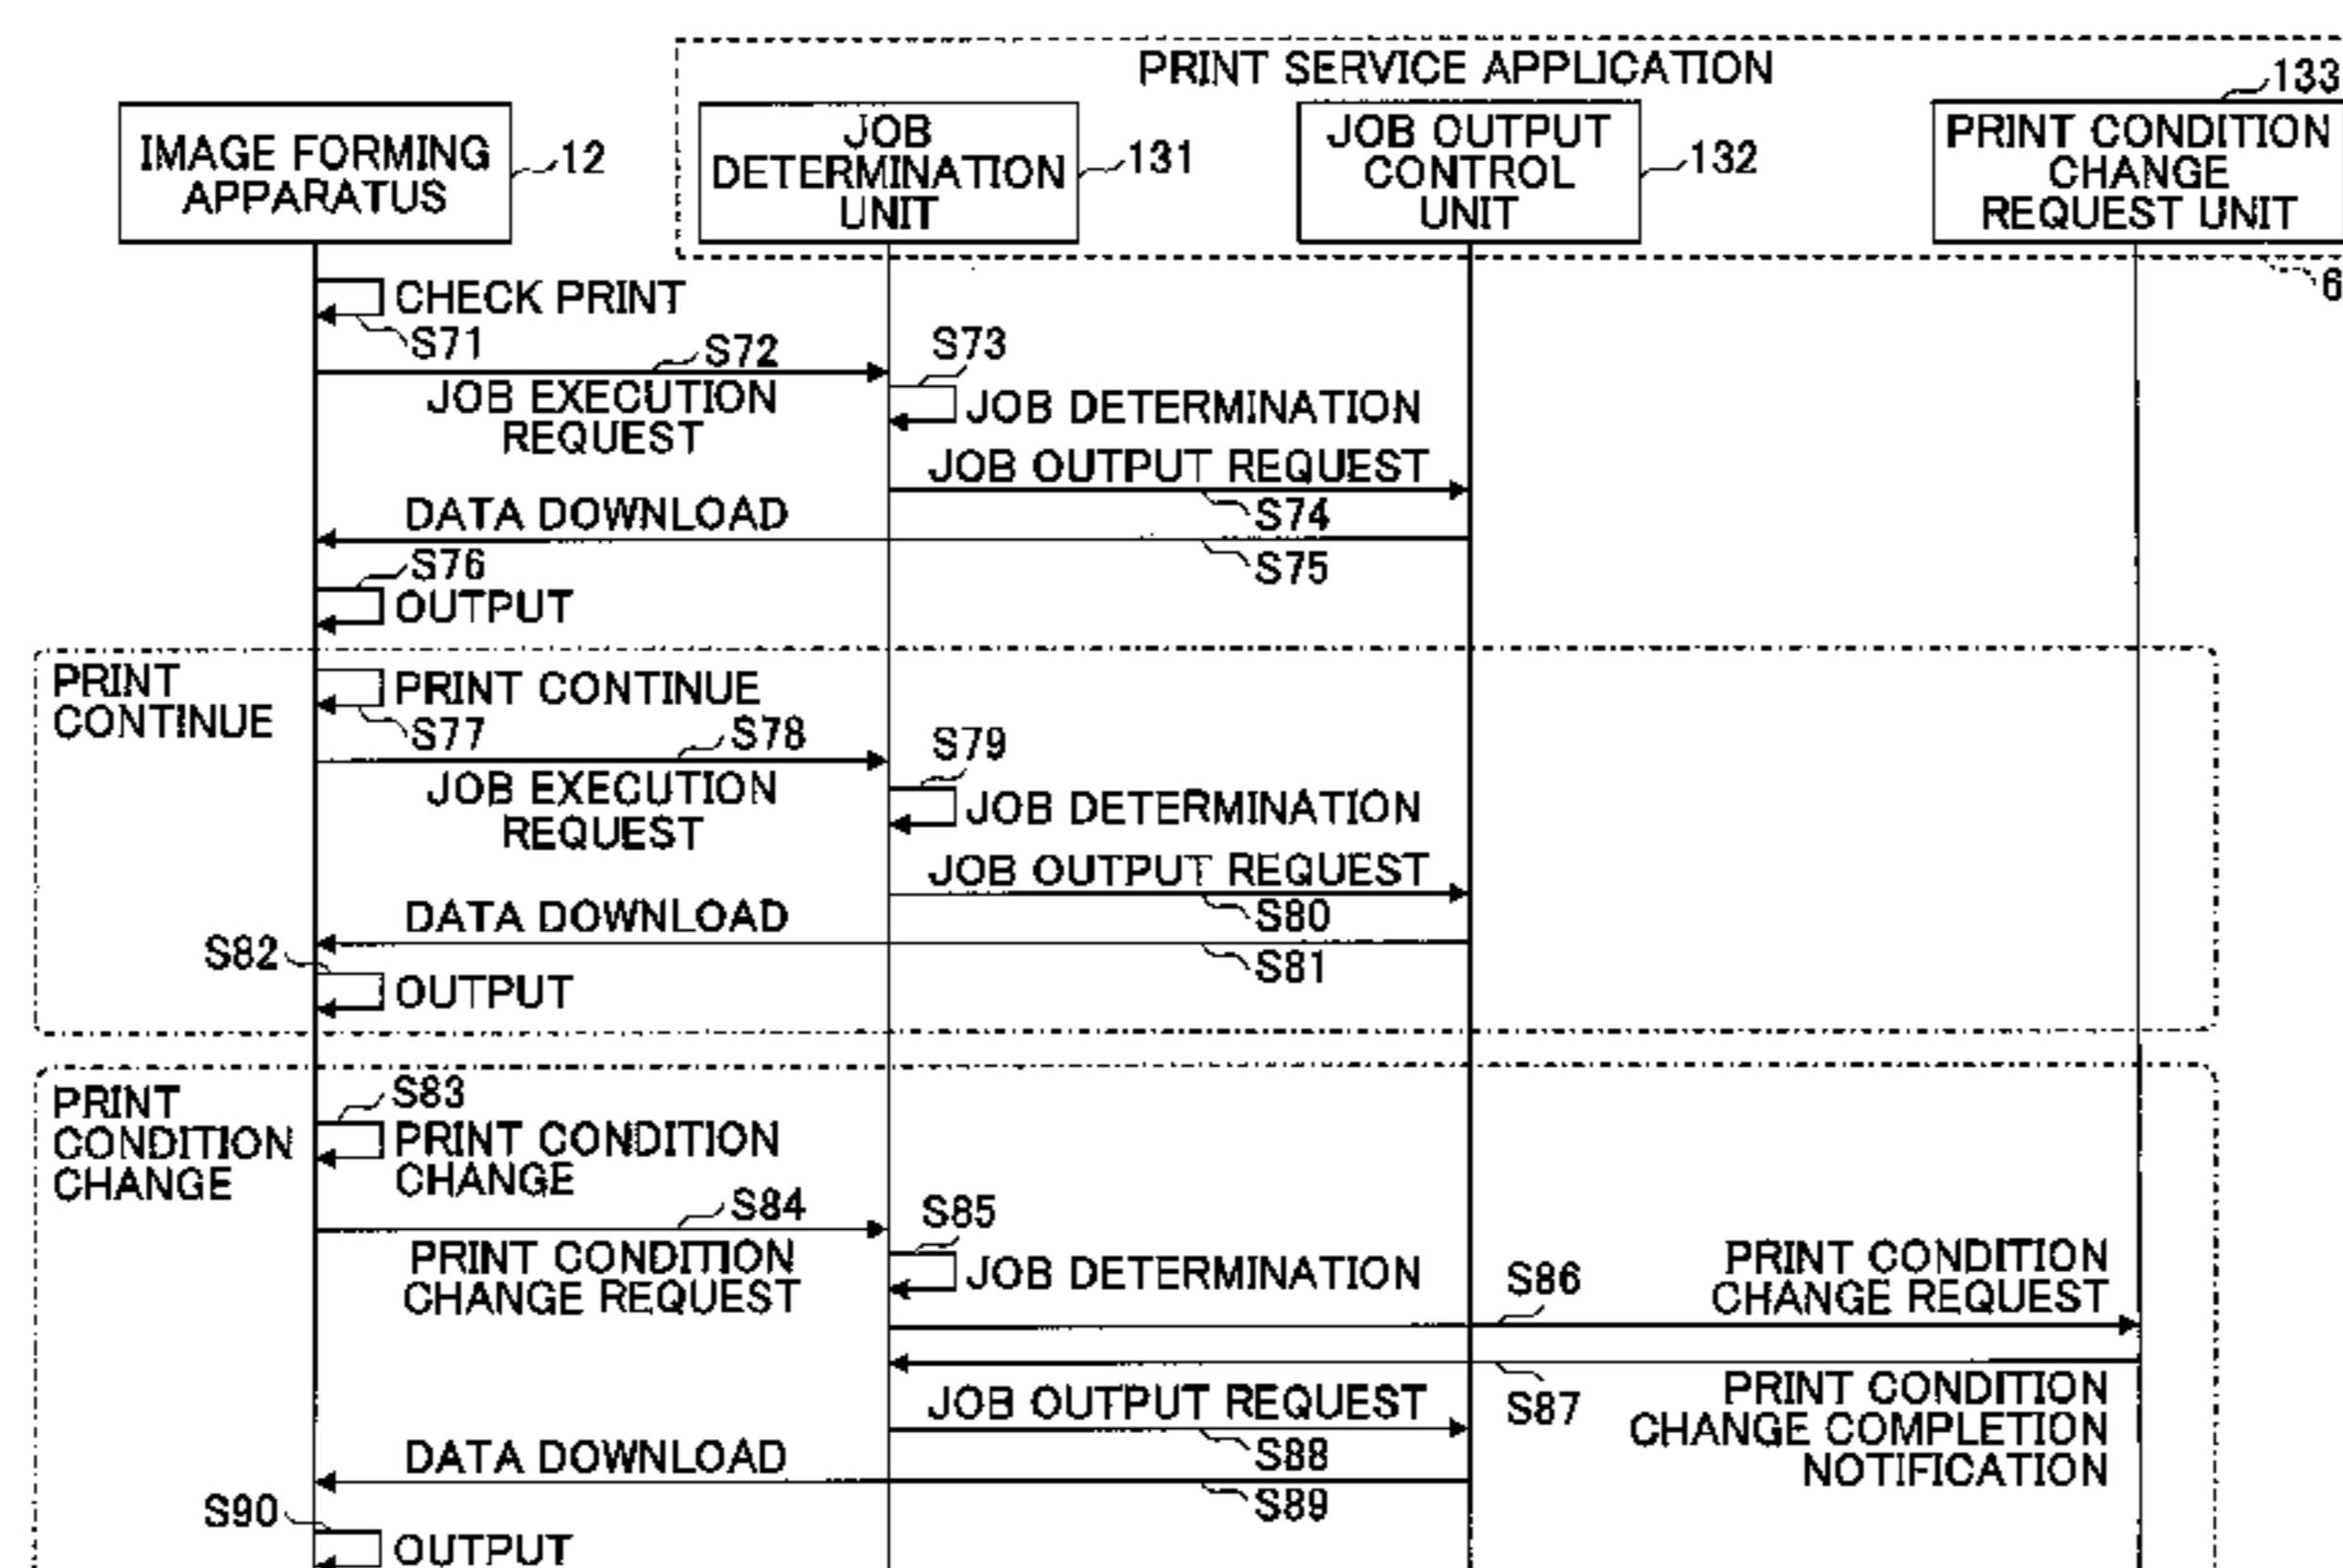 PRINT SERVICE APPLICATION
133
IMAGE FORMING
APPARATUS
12
JOB
DETERMINATION
UNIT
131
JOB OUTPUT
CONTROL
UNIT
132
PRINT CONDITION
CHANGE
REQUEST UNIT
6
CHECK PRINT
S71
S72
JOB EXECUTION
REQUEST
S73
JOB DETERMINATION
JOB OUTPUT REQUEST
S74
DATA DOWNLOAD
S75
S76
OUTPUT
PRINT
CONTINUE
PRINT CONTINUE
S77
S78
JOB EXECUTION
REQUEST
S79
JOB DETERMINATION
JOB OUTPUT REQUEST
S80
DATA DOWNLOAD
S81
S82
OUTPUT
PRINT
CONDITION
CHANGE
S83
PRINT CONDITION
CHANGE
S84
PRINT CONDITION
CHANGE REQUEST
S85
JOB DETERMINATION
S86
PRINT CONDITION
CHANGE REQUEST
S87
PRINT CONDITION
CHANGE COMPLETION
NOTIFICATION
JOB OUTPUT REQUEST
S88
DATA DOWNLOAD
S89
S90
OUTPUT